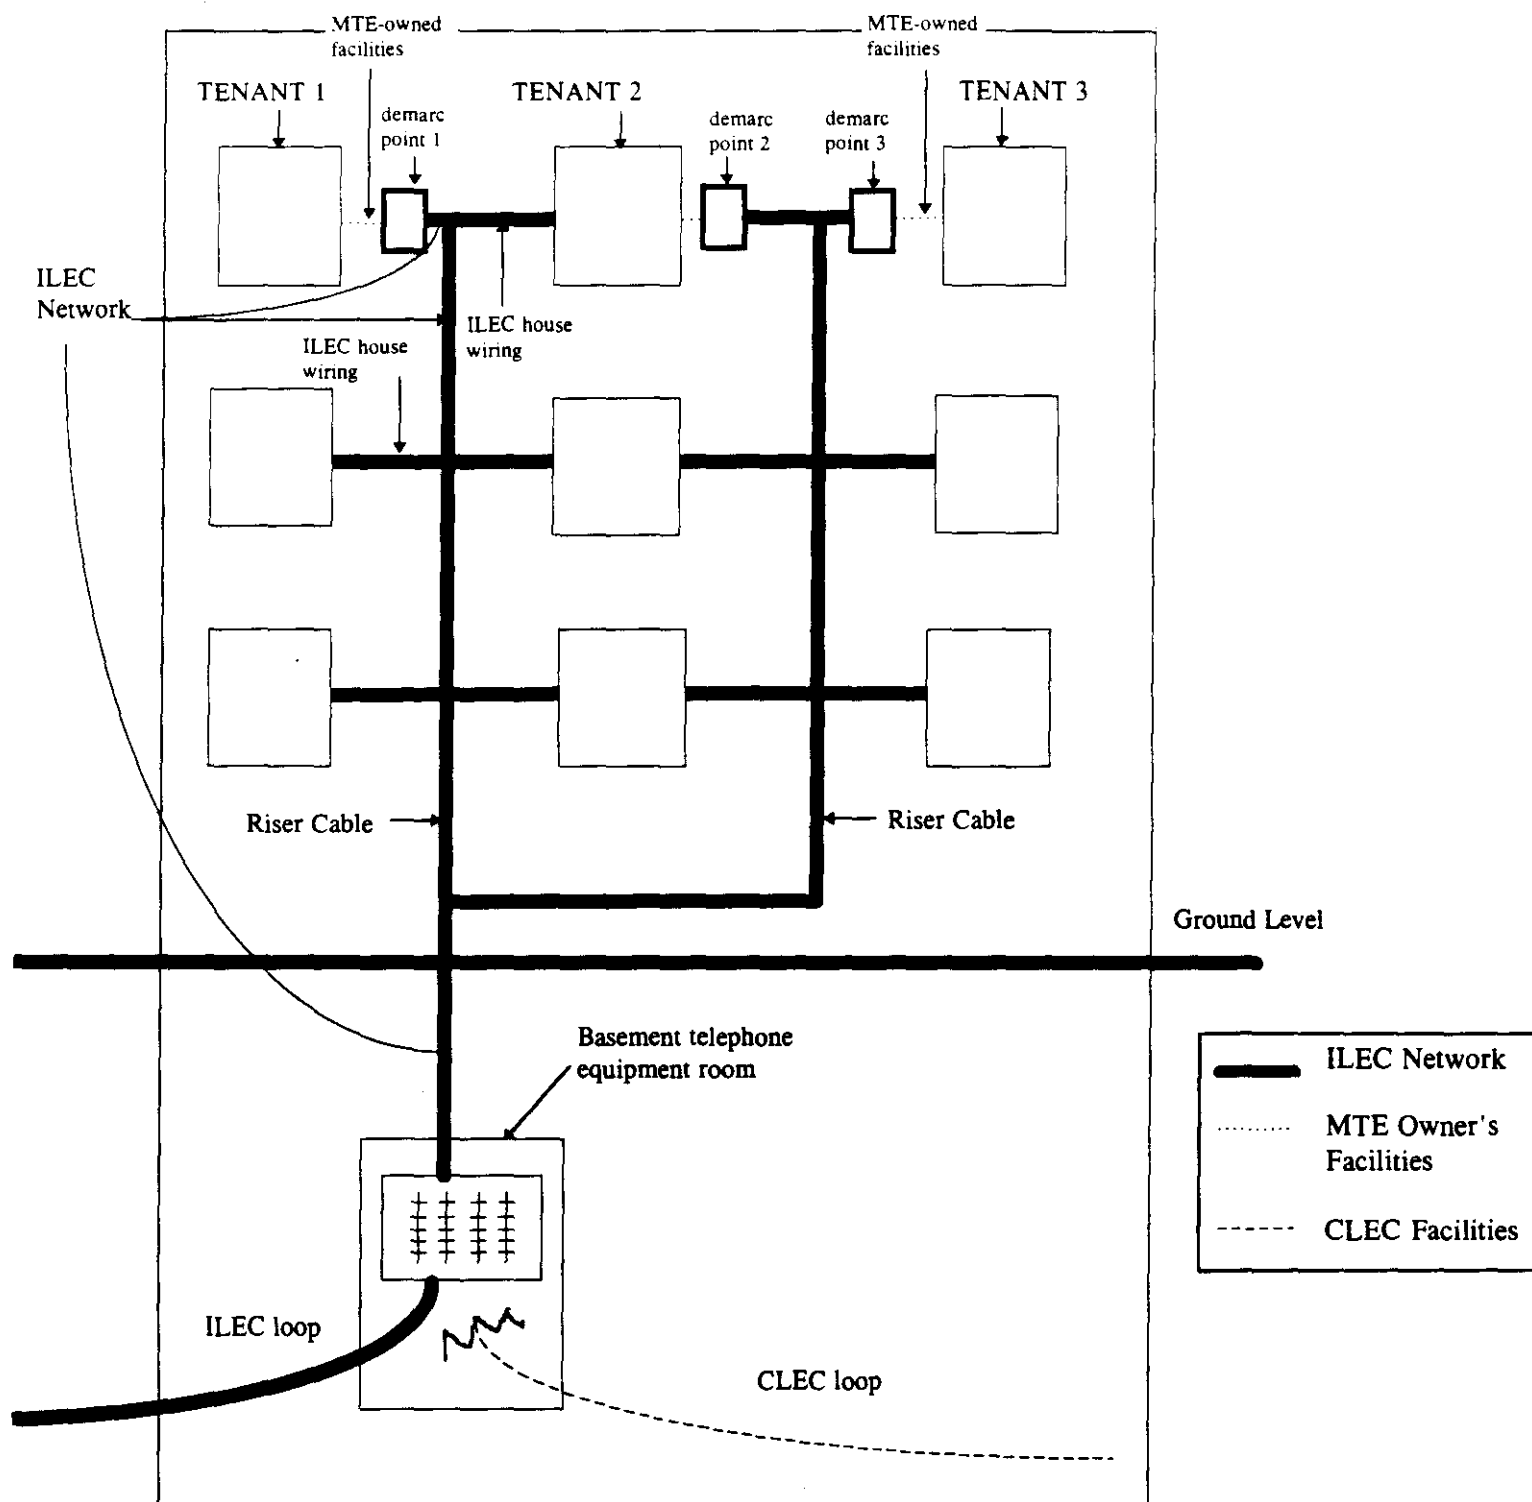 MTE-owned
facilities
MTE-owned
facilities
TENANT 1
TENANT 2
TENANT 3
demarc
point 1
demarc
point 2
demarc
point 3
ILEC
Network
ILEC house
wiring
ILEC house
wiring
Riser Cable
Riser Cable
Ground Level
Basement telephone
equipment room
ILEC Network
MTE Owner's
Facilities
CLEC Facilities
ILEC loop
CLEC loop